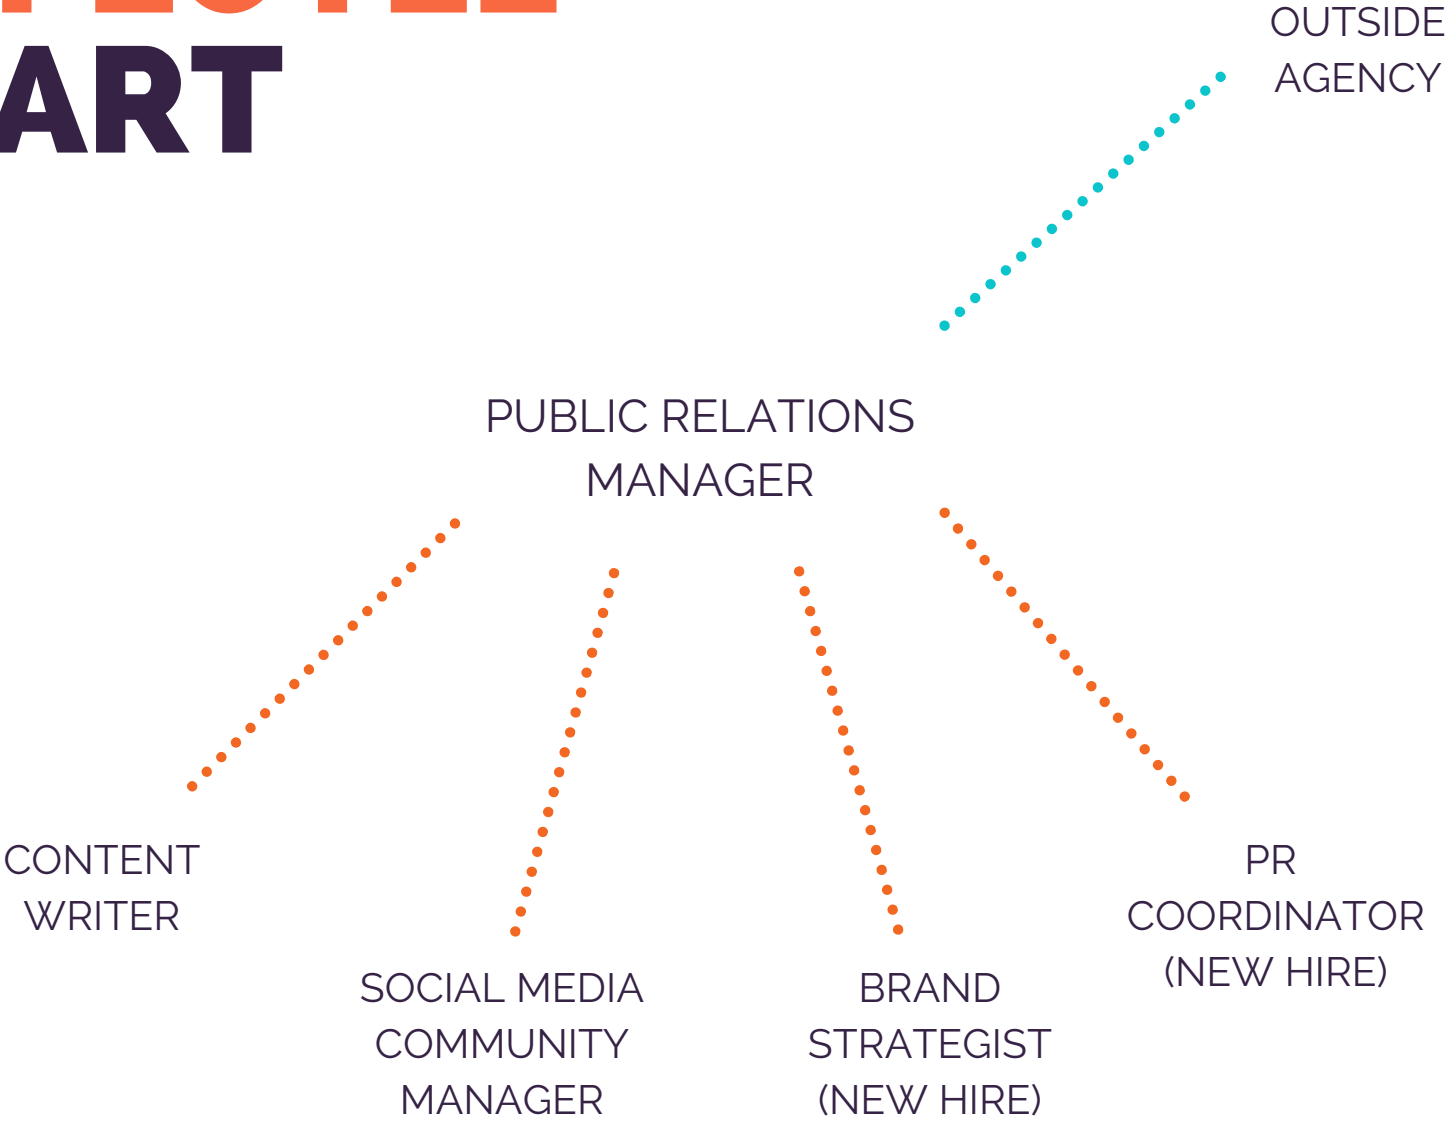 PEOPLE
ART
OUTSIDE
AGENCY
PUBLIC RELATIONS
MANAGER
CONTENT
WRITER
SOCIAL MEDIA
COMMUNITY
MANAGER
BRAND
STRATEGIST
(NEW HIRE)
PR
COORDINATOR
(NEW HIRE)